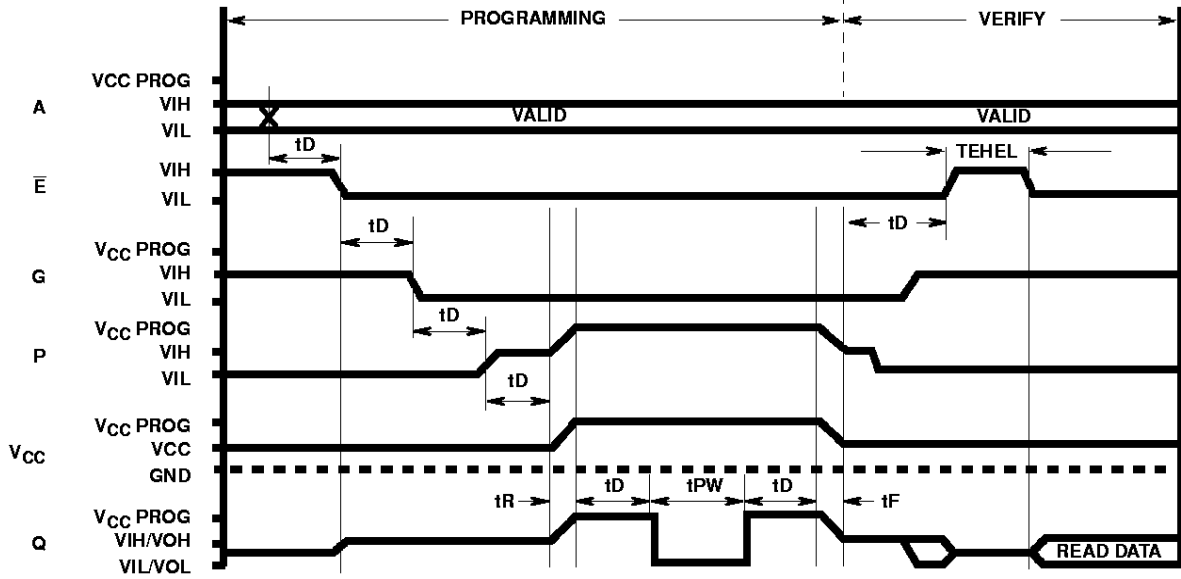 PROGRAMMING VERIFY
VCC PROG
A VIH VALID VALID
VIL
tD TEHEL
E VIH
VIL
tD tD
VCC PROG
G VIH
VIL
VCC PROG tD
P VIH
VIL
tD
VCC PROG
VCC VCC
GND
tR tD tPW tD tF
VCC PROG
Q VIH/VOH
READ DATA
VIL/VOL